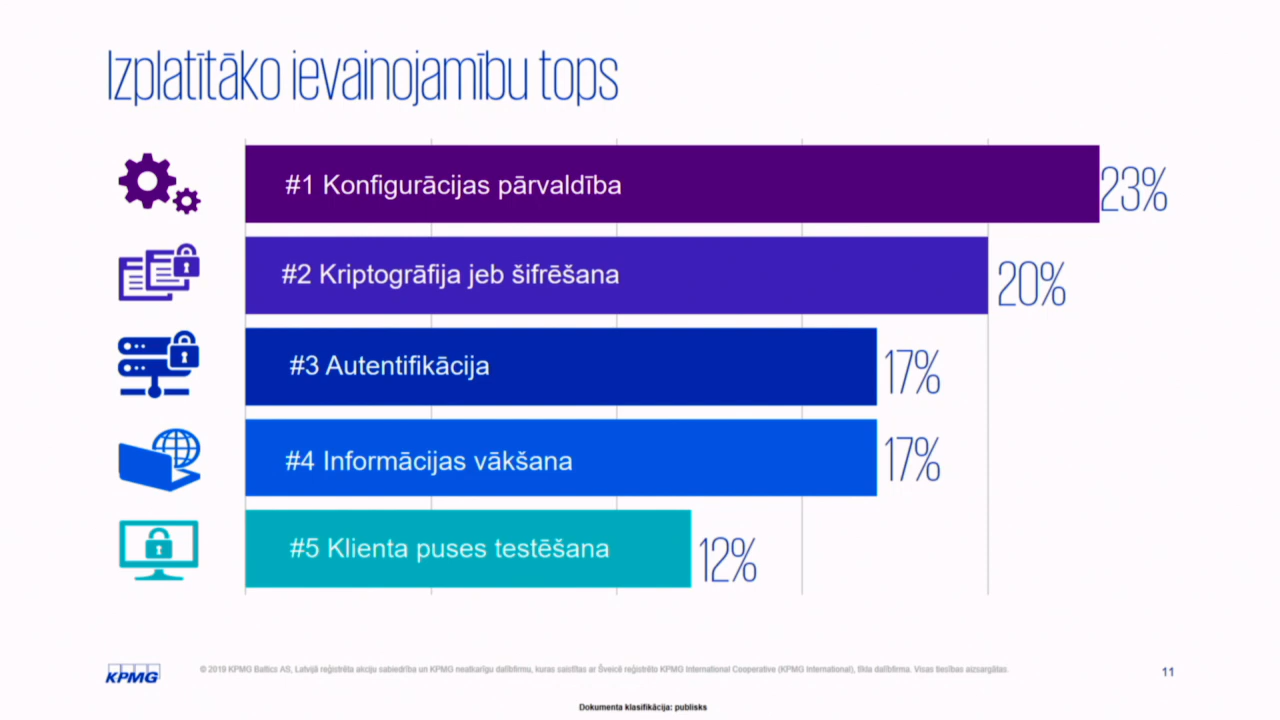 Izplatītāko ievainojamību tops
#1 Konfigurācijas pārvaldība
23%
#2 Kriptogrāfija jeb šifrēšana
20%
#3 Autentifikācija
17%
#4 Informācijas vākšana
17%
#5 Klienta puses testēšana
12%
KPMG
© 2019 KPMG Baltics AS, Latvijā reģistrēta akciju sabiedrība un KPMG neatkarīgu dalībfirmu, kuras saistītas ar Šveicē reģistrēto KPMG International Cooperative (KPMG International), tīkla dalībfirma. Visas tiesības aizsargātas.
11
Dokumenta klasifikācija: publisks